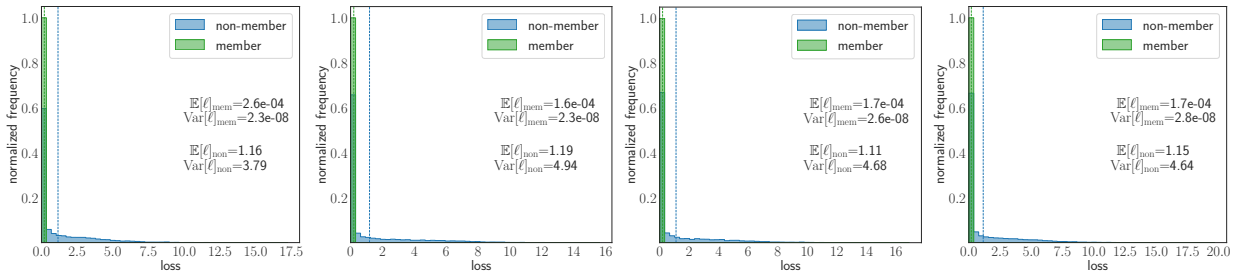 normalized frequency
1.0
0.8
0.6
0.4
0.2
non-member
member
𝔼[ℓ]mem=2.6e-04
Var[ℓ]mem=2.3e-08
𝔼[ℓ]non=1.16
Var[ℓ]non=3.79
0.0 2.5 5.0 7.5 10.0 12.5 15.0 17.5
loss
normalized frequency
1.0
0.8
0.6
0.4
0.2
non-member
member
𝔼[ℓ]mem=1.6e-04
Var[ℓ]mem=2.3e-08
𝔼[ℓ]non=1.19
Var[ℓ]non=4.94
0 2 4 6 8 10 12 14 16
loss
normalized frequency
1.0
0.8
0.6
0.4
0.2
non-member
member
𝔼[ℓ]mem=1.7e-04
Var[ℓ]mem=2.6e-08
𝔼[ℓ]non=1.11
Var[ℓ]non=4.68
0 2 4 6 8 10 12 14 16
loss
normalized frequency
1.0
0.8
0.6
0.4
0.2
non-member
member
𝔼[ℓ]mem=1.7e-04
Var[ℓ]mem=2.8e-08
𝔼[ℓ]non=1.15
Var[ℓ]non=4.64
0.0 2.5 5.0 7.5 10.0 12.5 15.0 17.5 20.0
loss